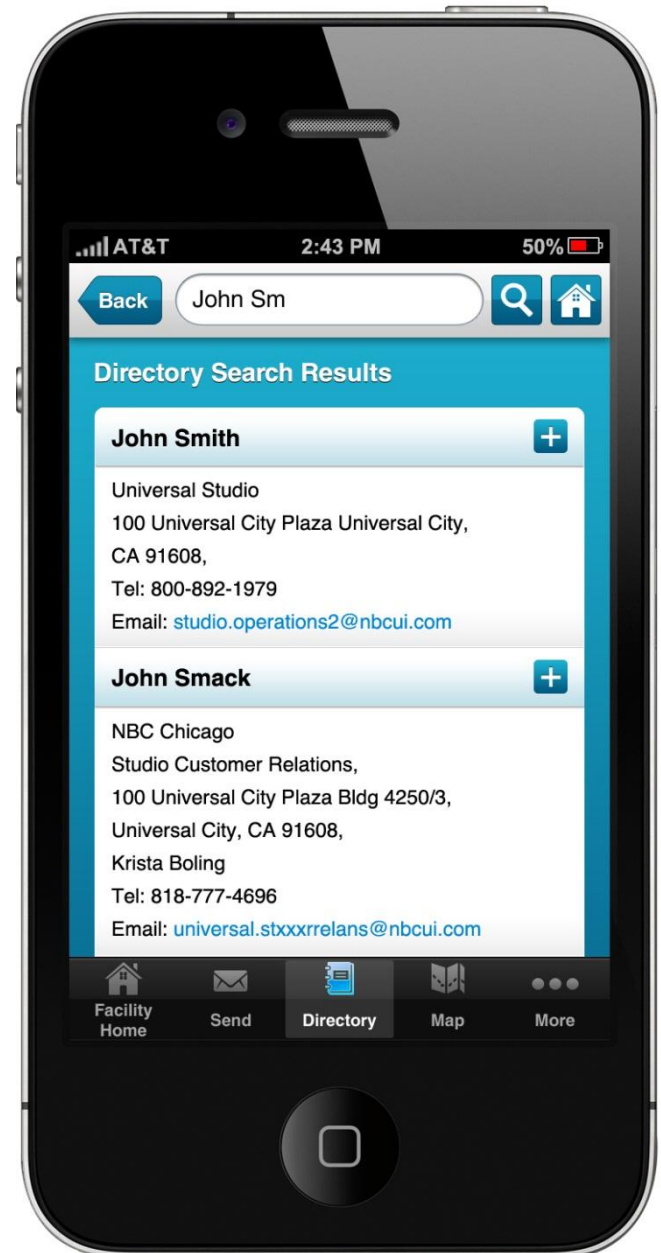 AT&T 2:43 PM 50%
Back John Sm
Directory Search Results
John Smith
Universal Studio
100 Universal City Plaza Universal City,
CA 91608,
Tel: 800-892-1979
Email: studio.operations2@nbcui.com
John Smack
NBC Chicago
Studio Customer Relations,
100 Universal City Plaza Bldg 4250/3,
Universal City, CA 91608,
Krista Boling
Tel: 818-777-4696
Email: universal.stxxxrrelans@nbcui.com
Facility
Home Send Directory Map More